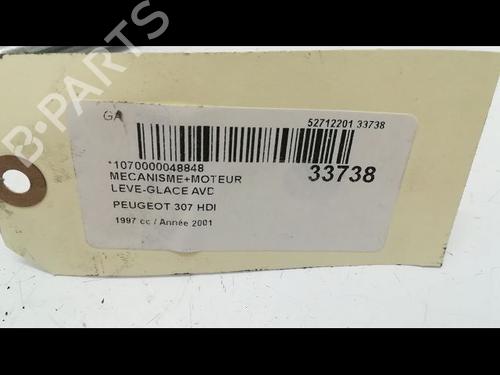 B-PARTS
GA
52712201 33738
*1070000048848
33738
MECANISME+MOTEUR
LEVE-GLACE AVD
PEUGEOT 307 HDI
1997 cc / Année 2001